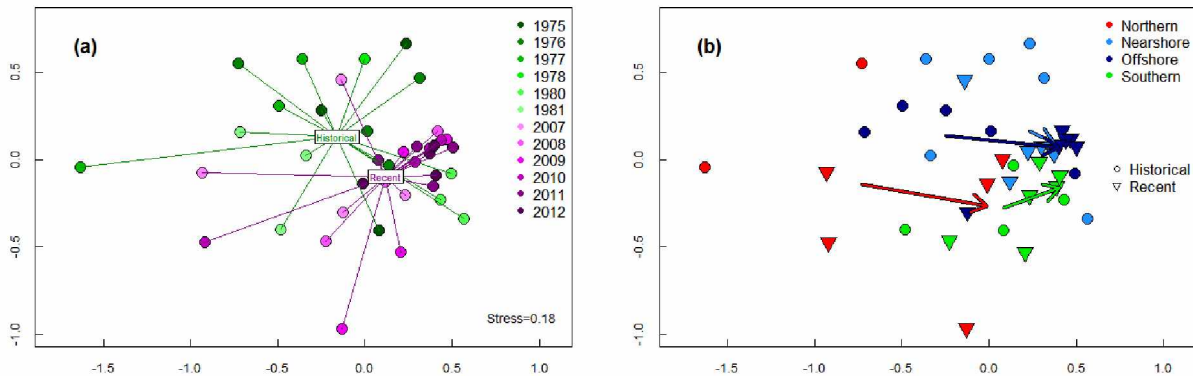 (a)
1975
1976
1977
1978
1980
1981
2007
2008
2009
2010
2011
2012
Historical
Recent
Stress=0.18
0.5
0.0
-0.5
-1.0
-1.5
-1.0
-0.5
0.0
0.5
1.0
(b)
Northern
Nearshore
Offshore
Southern
Historical
Recent
0.5
0.0
-0.5
-1.0
-1.5
-1.0
-0.5
0.0
0.5
1.0